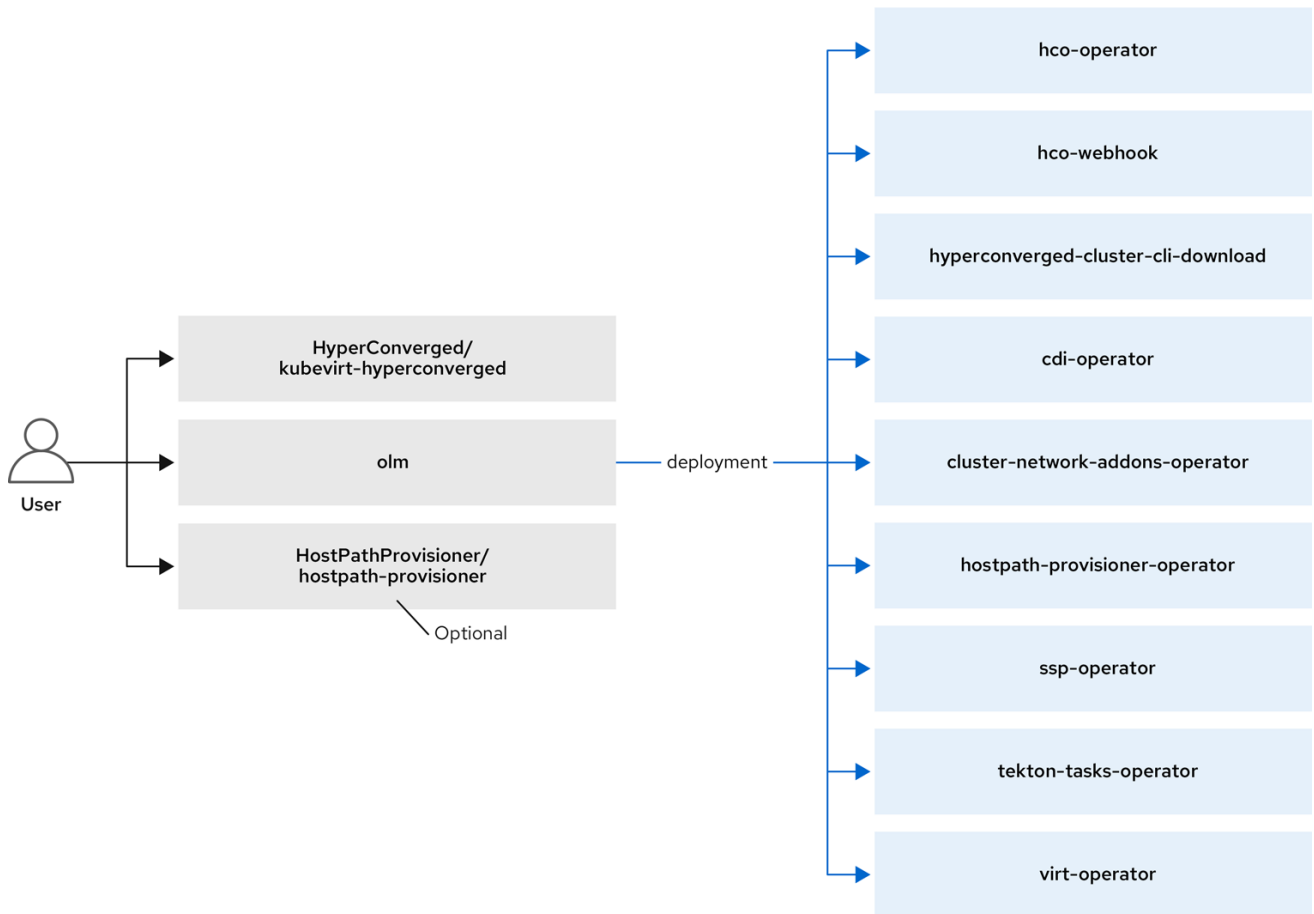 User
HyperConverged/
kubevirt-hyperconverged
olm
HostPathProvisioner/
hostpath-provisioner
Optional
deployment
hco-operator
hco-webhook
hyperconverged-cluster-cli-download
cdi-operator
cluster-network-addons-operator
hostpath-provisioner-operator
ssp-operator
tekton-tasks-operator
virt-operator